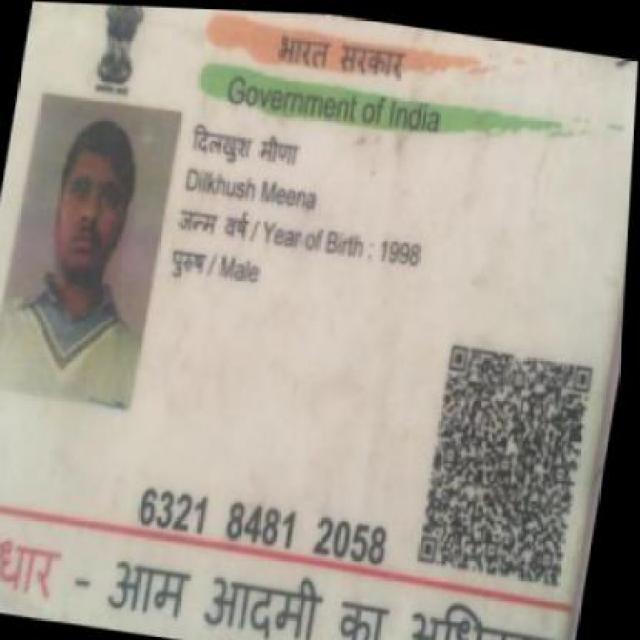 भारत सरकार
Government of India
दिलखुश मीणा
Dilkhush Meena
जन्म वर्ष / Year of Birth : 1998
पुरुष / Male
6321 8481 2058
धार - आम आदमी का